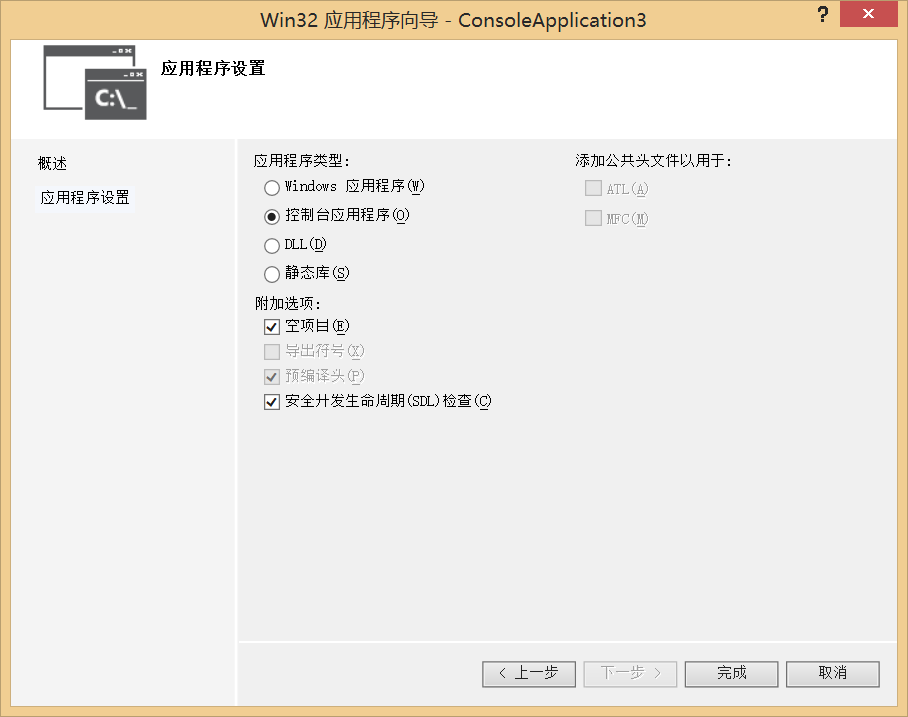 Win32 应用程序向导 - ConsoleApplication3
?
C:\_
应用程序设置
概述
应用程序设置
应用程序类型:
Windows 应用程序(W)
控制台应用程序(O)
DLL(D)
静态库(S)
附加选项:
空项目(E)
导出符号(X)
预编译头(P)
安全开发生命周期(SDL)检查(C)
添加公共头文件以用于:
ATL(A)
MFC(M)
< 上一步
下一步 >
完成
取消